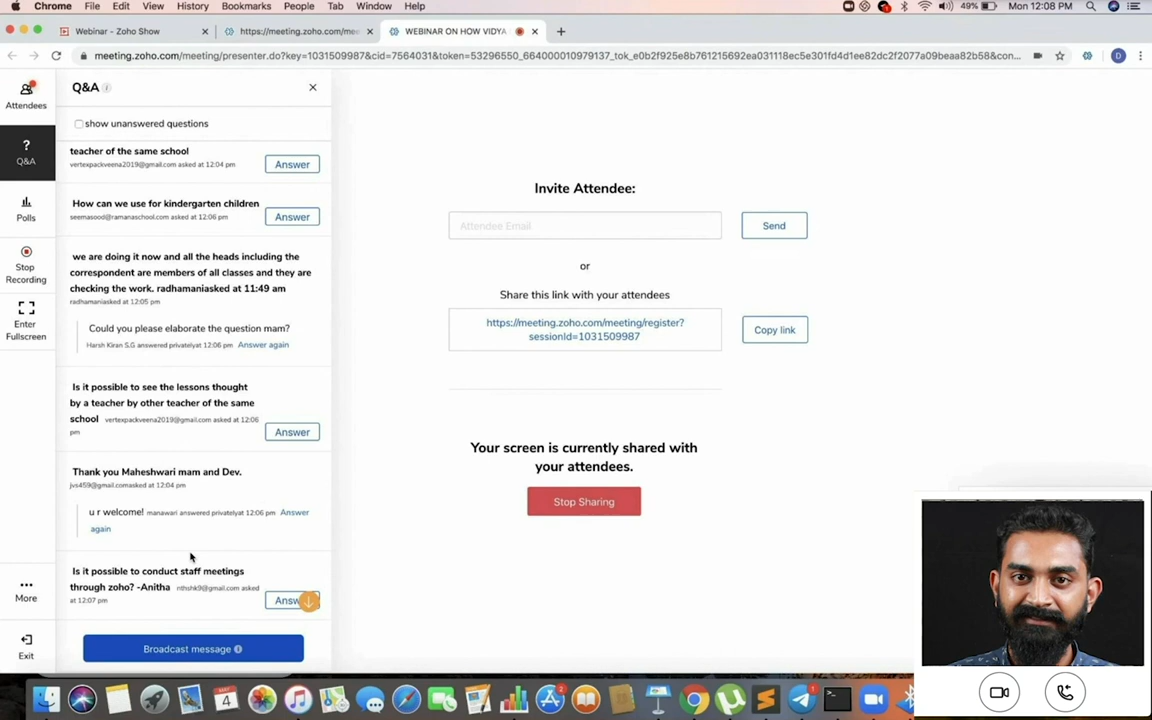 Chrome File Edit View History Bookmarks People Tab Window Help
49% Mon 12:08 PM
Webinar - Zoho Show
https://meeting.zoho.com/mee
WEBINAR ON HOW VIDYA
meeting.zoho.com/meeting/presenter.do?key=1031509987&cid=7564031&token=53296550_664000010979137_tok_e0b2f925e8b761215692ea031118ec5e301fd4d1ee82dc2f2077a09beaa82b58&con...
D
Attendees
?
Q&A
Polls
Stop
Recording
Enter
Fullscreen
More
Exit
Q&A
show unanswered questions
teacher of the same school
vertexpackveena2019@gmail.com asked at 12:04 pm
Answer
How can we use for kindergarten children
seemasood@ramanaschool.com asked at 12:06 pm
Answer
we are doing it now and all the heads including the
correspondent are members of all classes and they are
checking the work. radhamaniasked at 11:49 am
radhamaniasked at 12:05 pm
Could you please elaborate the question mam?
Harsh Kiran S.G answered privatelyat 12:06 pm Answer again
Is it possible to see the lessons thought
by a teacher by other teacher of the same
school vertexpackveena2019@gmail.com asked at 12:06
pm
Answer
Thank you Maheshwari mam and Dev.
jvs459@gmail.comasked at 12:04 pm
u r welcome! manawari answered privatelyat 12:06 pm Answer
again
Is it possible to conduct staff meetings
through zoho? -Anitha nthshk9@gmail.com asked
at 12:07 pm
Answ
Broadcast message
Invite Attendee:
Attendee Email
Send
or
Share this link with your attendees
https://meeting.zoho.com/meeting/register?
sessionId=1031509987
Copy link
Your screen is currently shared with
your attendees.
Stop Sharing